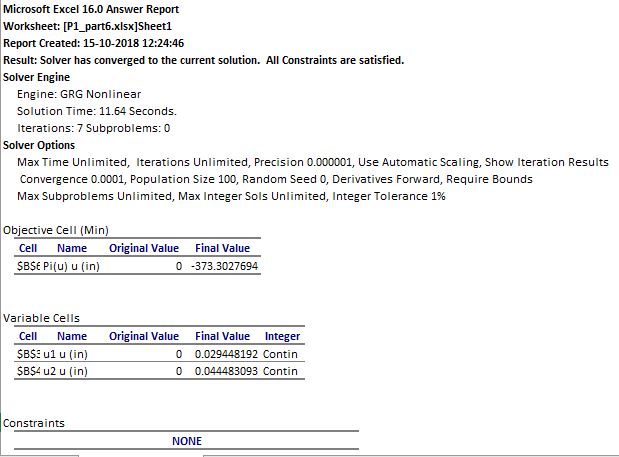 Microsoft Excel 16.0 Answer Report
Worksheet: [P1_part6.xlsx]Sheet1
Report Created: 15-10-2018 12:24:46
Result: Solver has converged to the current solution.  All Constraints are satisfied.
Solver Engine
Engine: GRG Nonlinear
Solution Time: 11.64 Seconds.
Iterations: 7 Subproblems: 0
Solver Options
Max Time Unlimited,  Iterations Unlimited, Precision 0.000001, Use Automatic Scaling, Show Iteration Results
Convergence 0.0001, Population Size 100, Random Seed 0, Derivatives Forward, Require Bounds
Max Subproblems Unlimited, Max Integer Sols Unlimited, Integer Tolerance 1%
Objective Cell (Min)
Cell Name Original Value Final Value
Pi(u) u (in) 0 -373.3027694
Variable Cells
Cell Name Original Value Final Value Integer
u1 u (in) 0 0.029448192 Contin
$B$4 u2 u (in) 0 0.044483093 Contin
Constraints
NONE